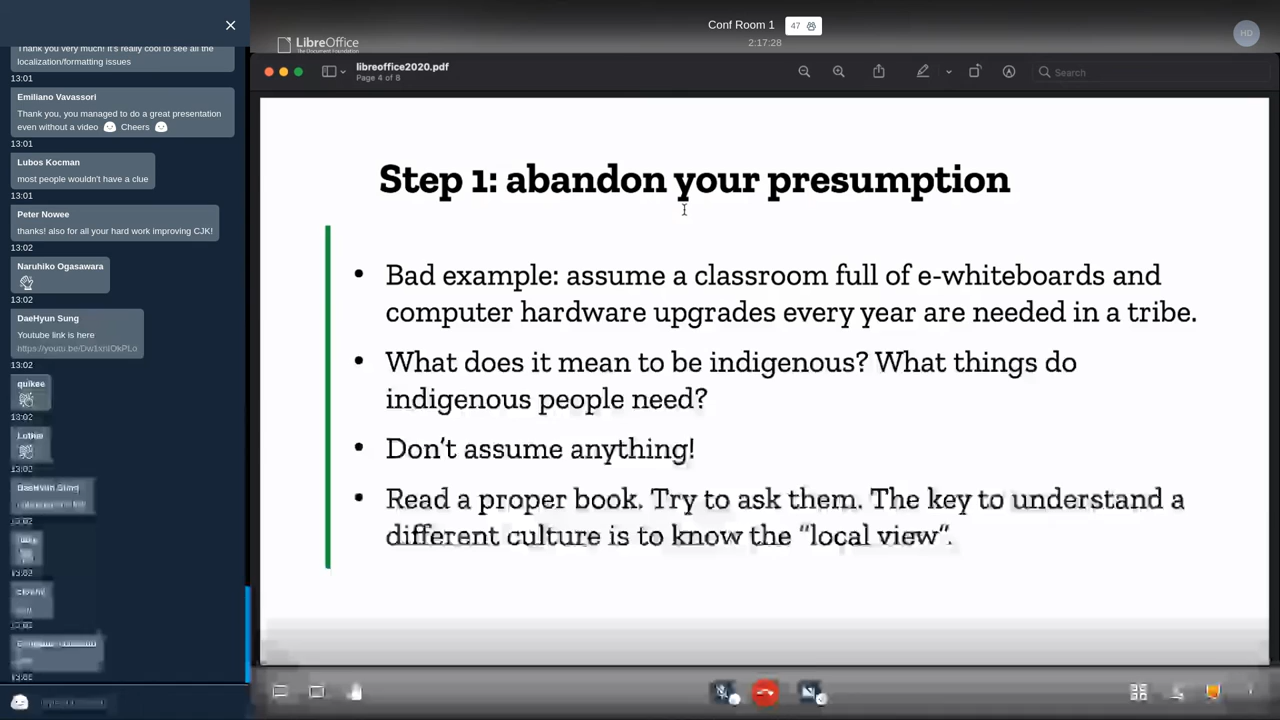 Thank you very much! It's really cool to see all the
localization/formatting issues
13:01
Emiliano Vavassori
Thank you, you managed to do a great presentation
even without a video Cheers
13:01
Lubos Kocman
most people wouldn't have a clue
13:01
Peter Nowee
thanks! also for all your hard work improving CJK!
13:02
Naruhiko Ogasawara
13:02
DaeHyun Sung
Youtube link is here
13:02
quikee
13:02
13:02
Conf Room 1
47
2:17:28
HD
LibreOffice
The Document Foundation
libreoffice2020.pdf
Page 4 of 8
Search
Step 1: abandon your presumption
• Bad example: assume a classroom full of e-whiteboards and
computer hardware upgrades every year are needed in a tribe.
• What does it mean to be indigenous? What things do
indigenous people need?
• Don't assume anything!
• Read a proper book. Try to ask them. The key to understand a
different culture is to know the "local view".